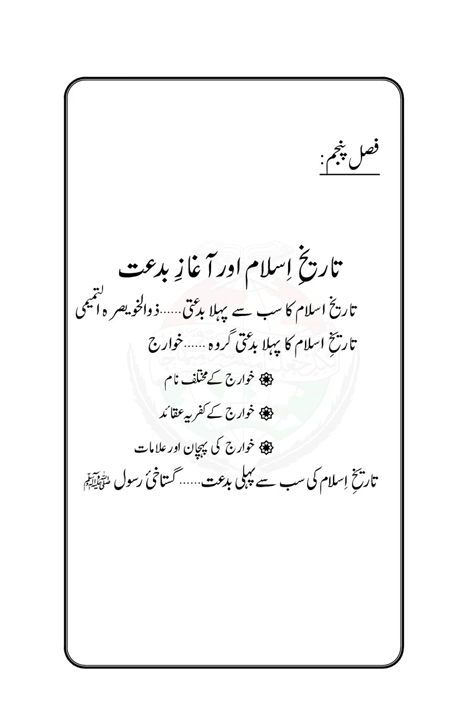 فصل پنجم:
تاریخِ اِسلام اور آغازِ بدعت
تاریخ اسلام کا سب سے پہلا بدعتی......ذوالخویصرہ التمیمی
تاریخِ اسلام کا پہلا بدعتی گروہ ......خوارج
خوارج کے مختلف نام
خوارج کے کفریہ عقائد
خوارج کی پہچان اور علامات
تاریخِ اِسلام کی سب سے پہلی بدعت......گستاخیٔ رسول ﷺ